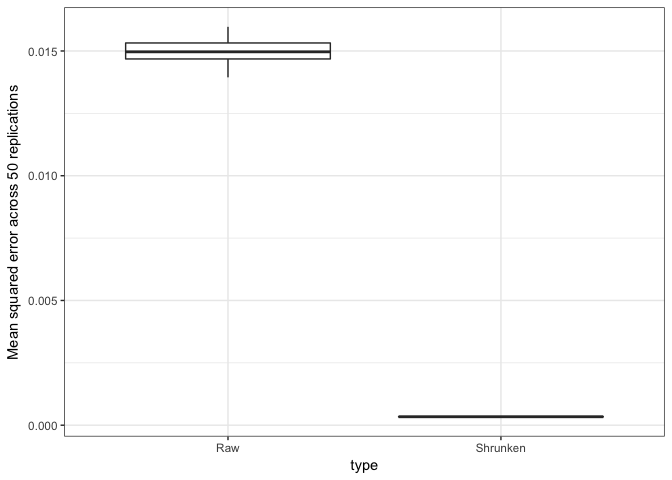 Mean squared error across 50 replications
0.015
0.010
0.005
0.000
Raw
Shrunken
type